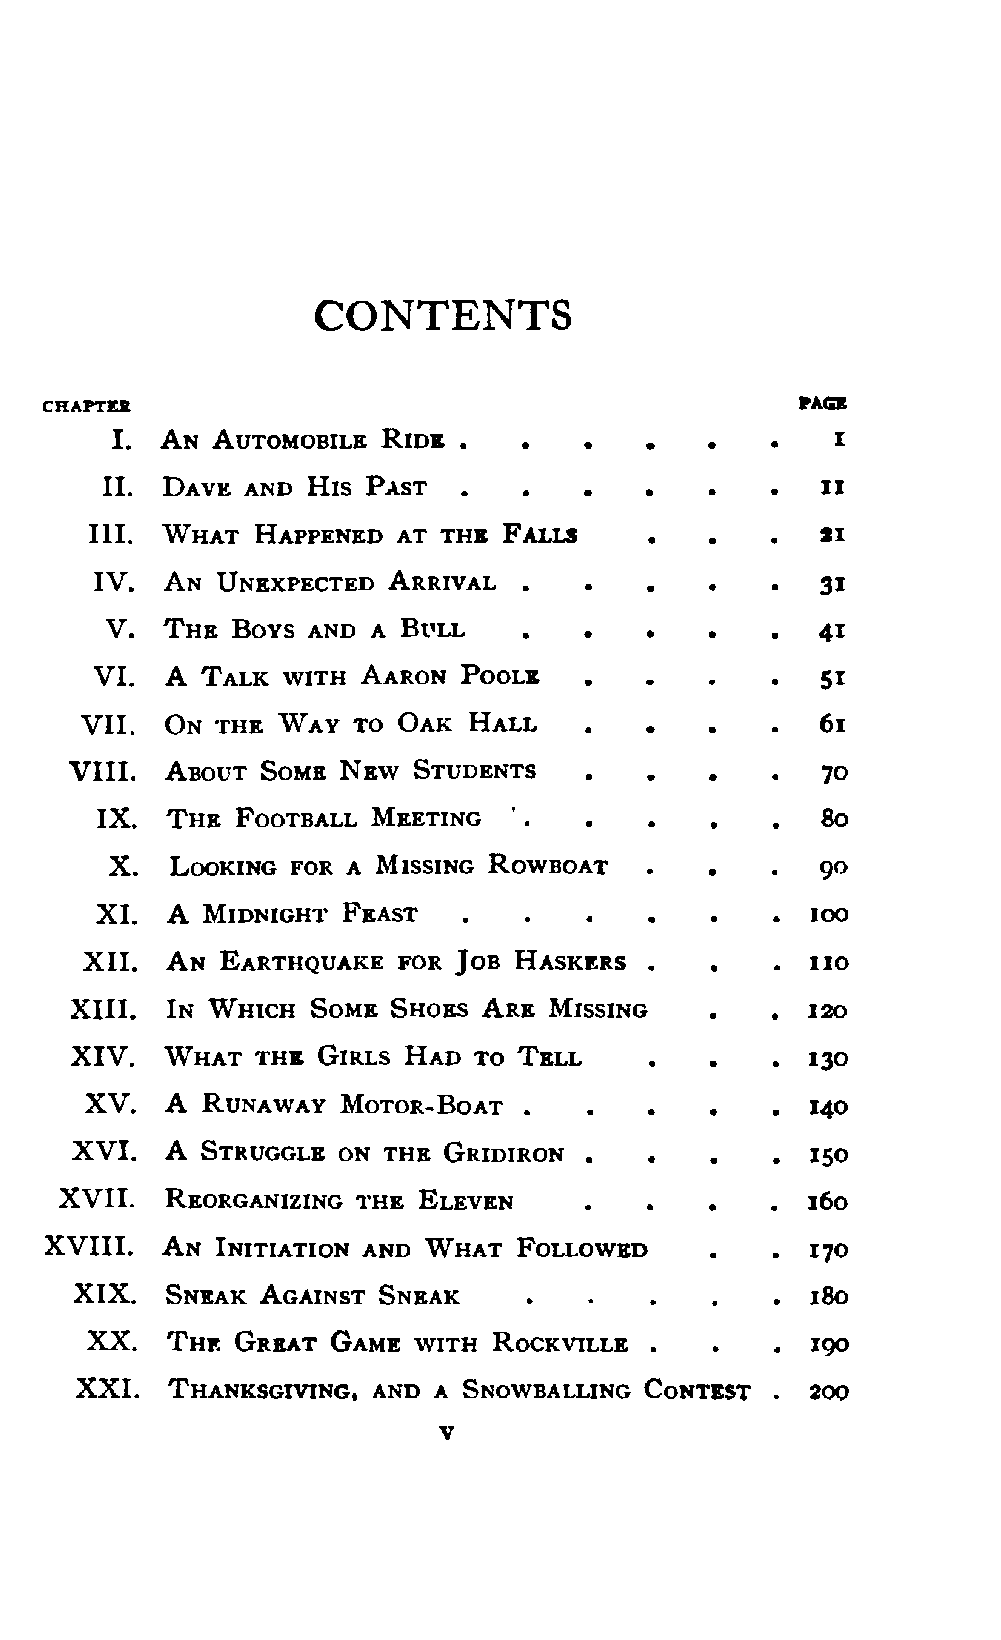 CONTENTS
CHAPTER PAGE
I. An Automobile Ride . . . . . . 1
II. Dave and His Past . . . . . . 11
III. What Happened at the Falls . . . 21
IV. An Unexpected Arrival . . . . . 31
V. The Boys and a Bull . . . . . 41
VI. A Talk with Aaron Poole . . . . 51
VII. On the Way to Oak Hall . . . . 61
VIII. About Some New Students . . . . 70
IX. The Football Meeting . . . . . 80
X. Looking for a Missing Rowboat . . . 90
XI. A Midnight Feast . . . . . . 100
XII. An Earthquake for Job Haskers . . . 110
XIII. In Which Some Shoes Are Missing . . 120
XIV. What the Girls Had to Tell . . . 130
XV. A Runaway Motor-Boat . . . . . 140
XVI. A Struggle on the Gridiron . . . . 150
XVII. Reorganizing the Eleven . . . . 160
XVIII. An Initiation and What Followed . . 170
XIX. Sneak Against Sneak . . . . . 180
XX. The Great Game with Rockville . . . 190
XXI. Thanksgiving, and a Snowballing Contest . 200
v